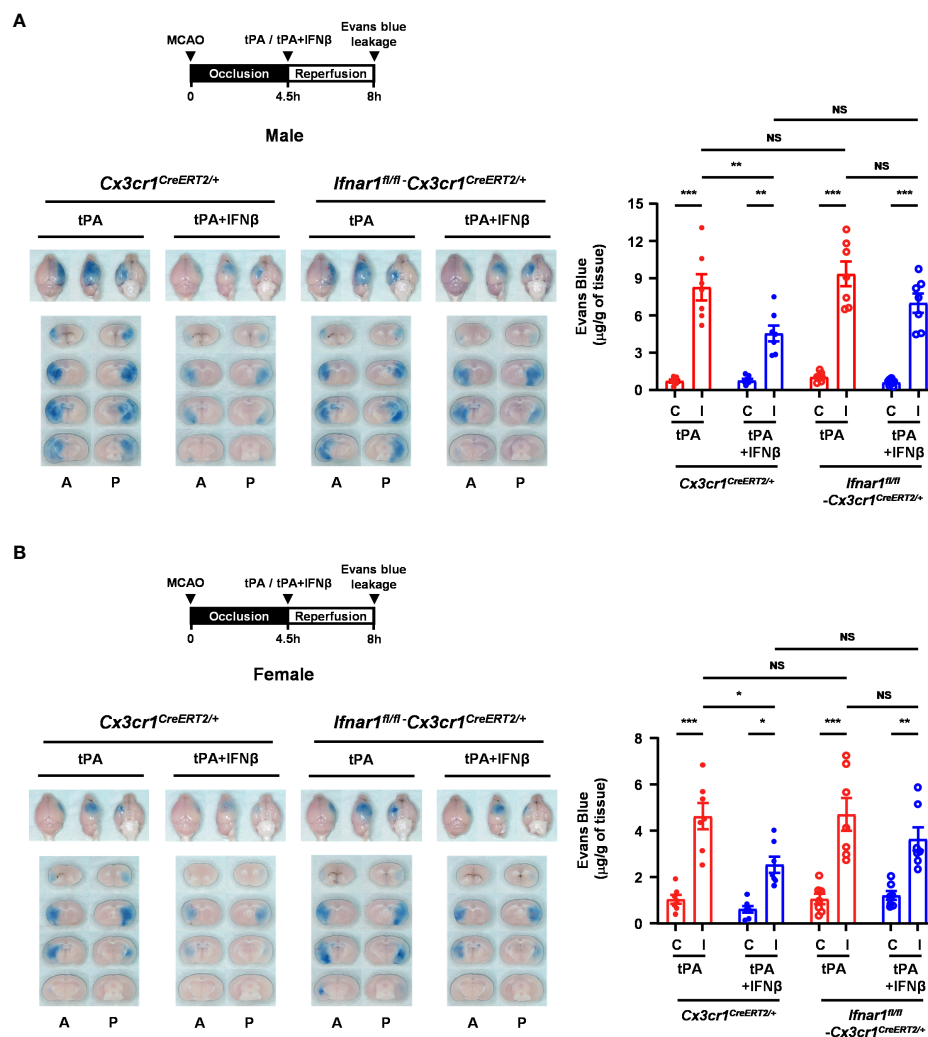 A
MCAO
tPA / tPA+IFNβ
Evans blue
leakage
Occlusion
Reperfusion
0
4.5h
8h
Male
Cx3cr1CreERT2/+
Ifnar1fl/fl-Cx3cr1CreERT2/+
tPA
tPA+IFNβ
tPA
tPA+IFNβ
A
P
A
P
A
P
A
P
NS
NS
**
NS
***
**
***
***
15
12
9
6
3
0
Evans Blue
(μg/g of tissue)
C
I
C
I
C
I
C
I
tPA
tPA
+IFNβ
tPA
tPA
+IFNβ
Cx3cr1CreERT2/+
Ifnar1fl/fl
-Cx3cr1CreERT2/+
B
MCAO
tPA / tPA+IFNβ
Evans blue
leakage
Occlusion
Reperfusion
0
4.5h
8h
Female
Cx3cr1CreERT2/+
Ifnar1fl/fl-Cx3cr1CreERT2/+
tPA
tPA+IFNβ
tPA
tPA+IFNβ
A
P
A
P
A
P
A
P
NS
NS
*
NS
***
*
***
**
8
6
4
2
0
Evans Blue
(μg/g of tissue)
C
I
C
I
C
I
C
I
tPA
tPA
+IFNβ
tPA
tPA
+IFNβ
Cx3cr1CreERT2/+
Ifnar1fl/fl
-Cx3cr1CreERT2/+